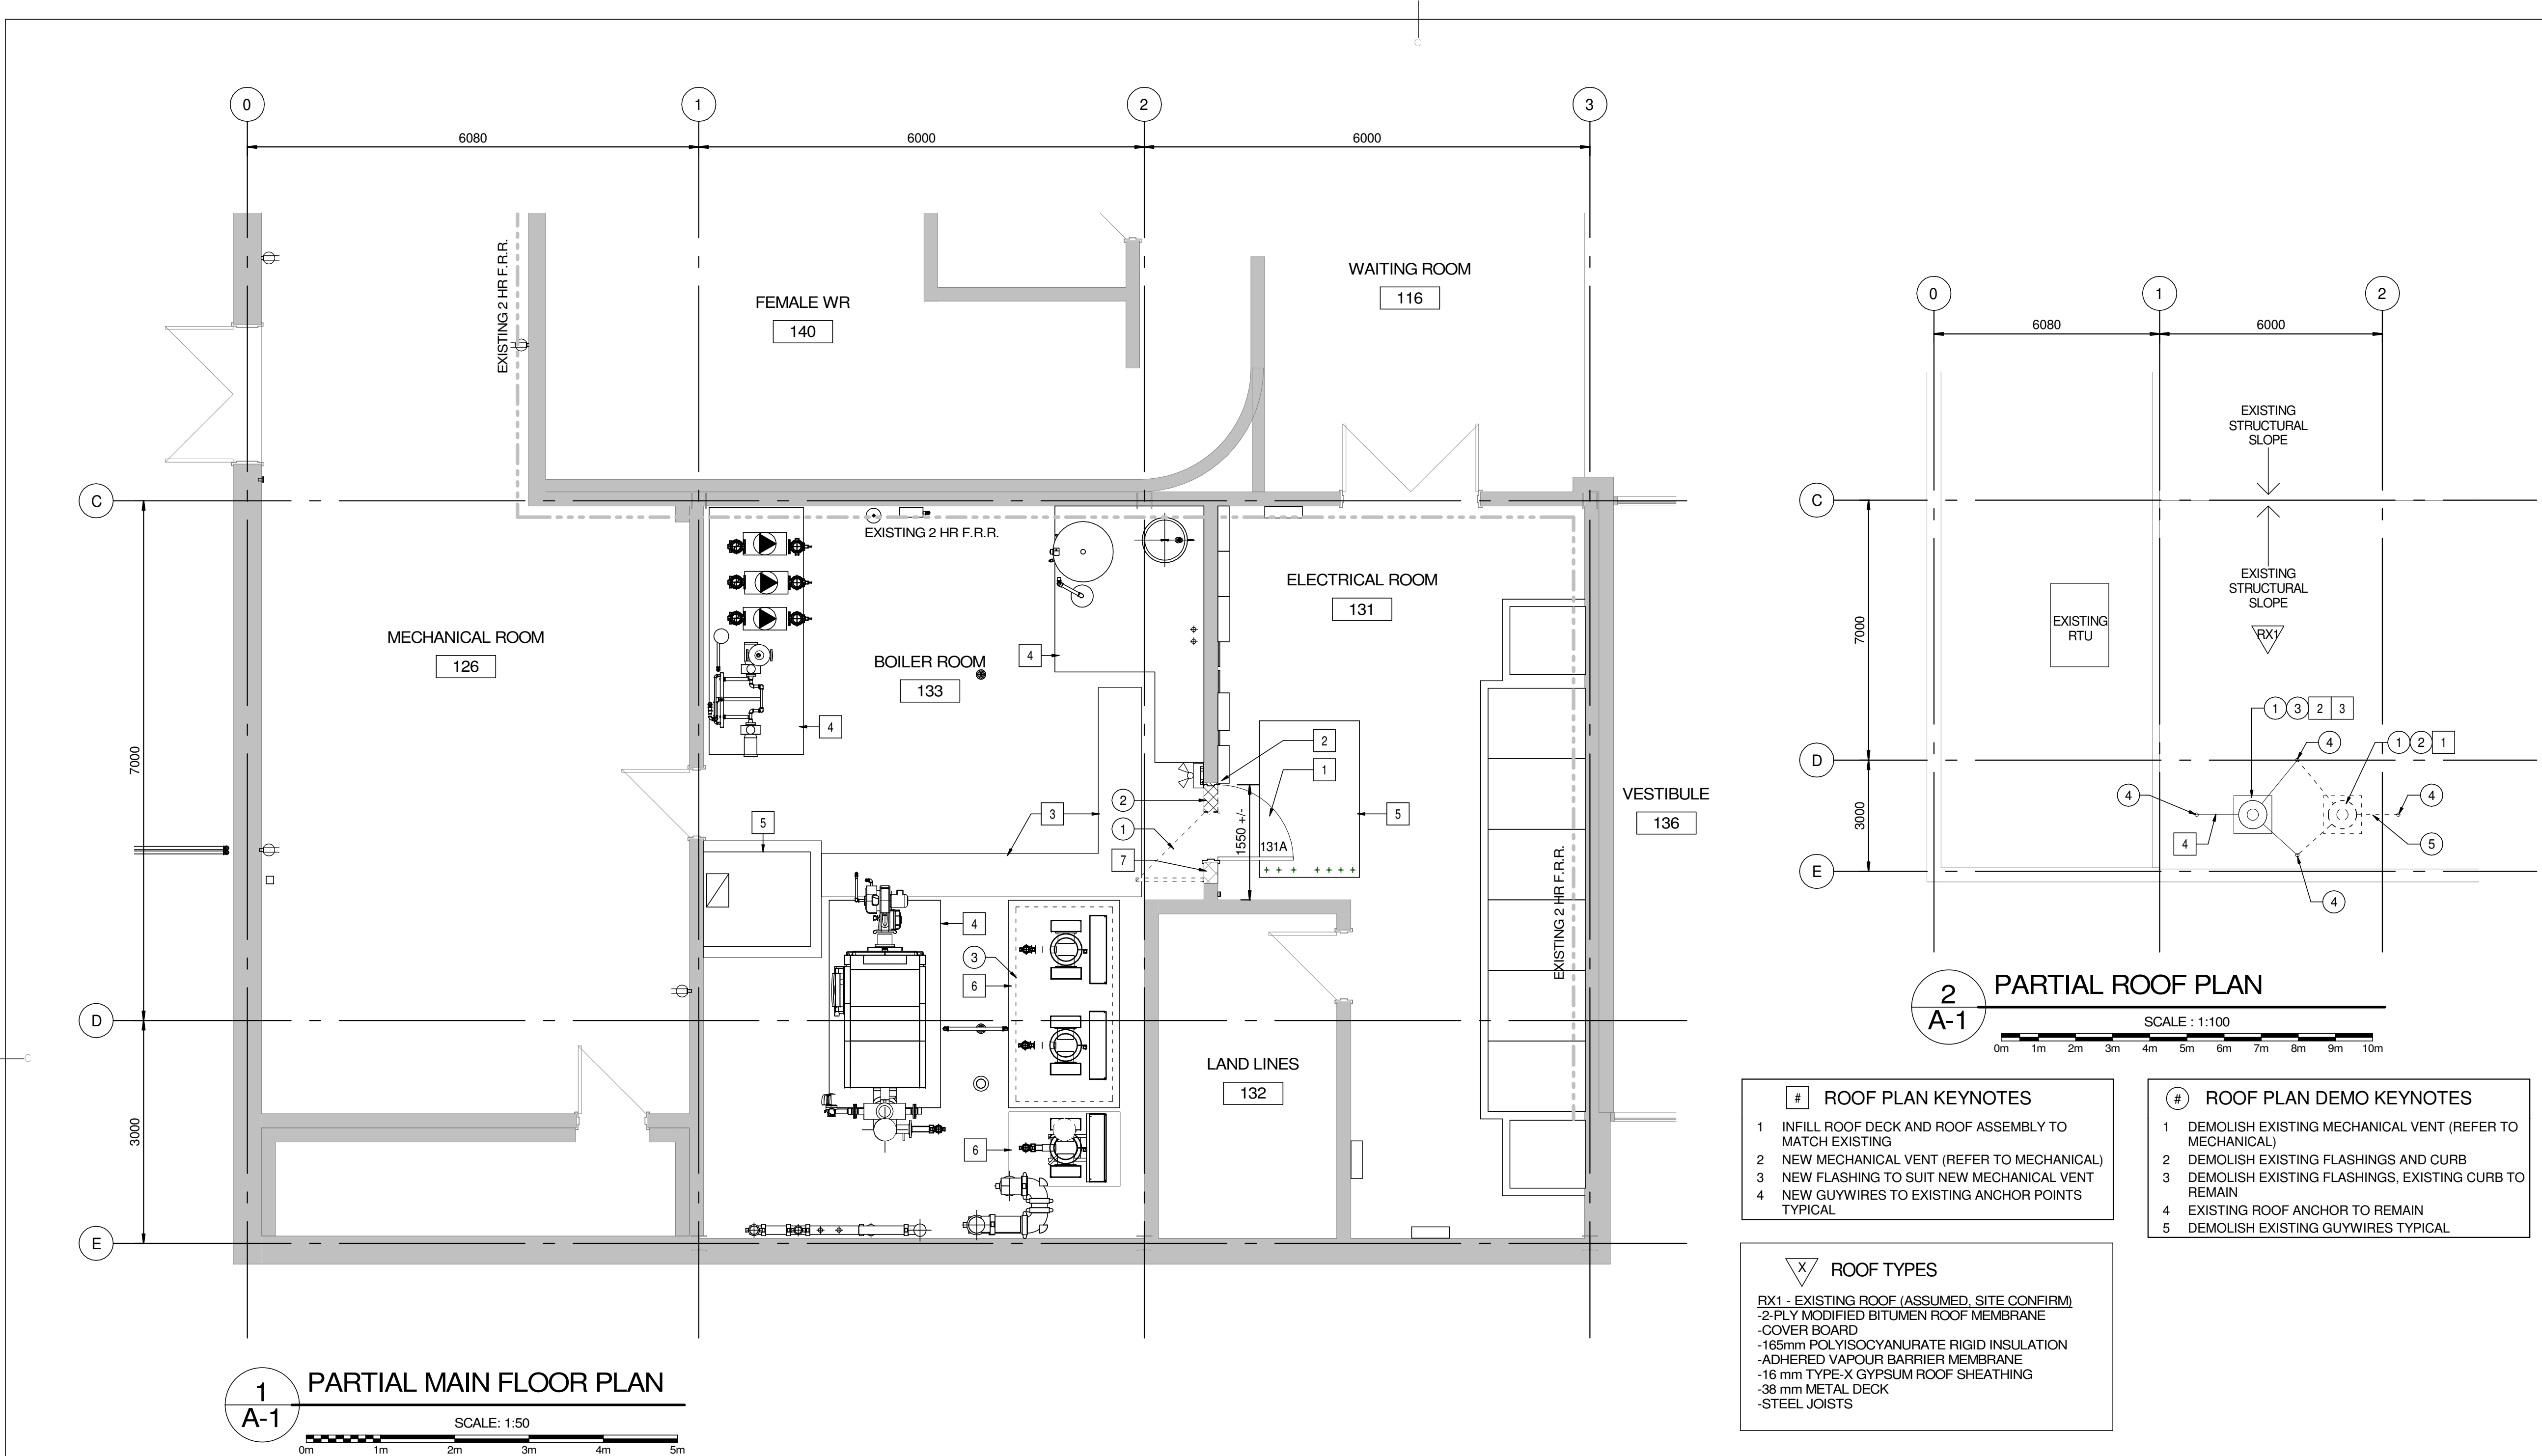 C
0
1
2
3
6080
6000
6000
EXISTING 2 HR F.R.R.
FEMALE WR
140
WAITING ROOM
116
C
EXISTING 2 HR F.R.R.
MECHANICAL ROOM
126
BOILER ROOM
133
ELECTRICAL ROOM
131
4
4
2
1
2
1
7
3
5
5
1550 +/-
131A
VESTIBULE
136
EXISTING 2 HR F.R.R.
7000
4
3
6
D
C
LAND LINES
132
3000
6
E
1
A-1
PARTIAL MAIN FLOOR PLAN
SCALE: 1:50
0m 1m 2m 3m 4m 5m
0
1
2
6080
6000
EXISTING
STRUCTURAL
SLOPE
C
EXISTING
STRUCTURAL
SLOPE
RX1
EXISTING
RTU
7000
1 3 2 3
4
1 2 1
D
4
4
3000
4
5
E
4
2
A-1
PARTIAL ROOF PLAN
SCALE : 1:100
0m 1m 2m 3m 4m 5m 6m 7m 8m 9m 10m
# ROOF PLAN KEYNOTES
1 INFILL ROOF DECK AND ROOF ASSEMBLY TO
MATCH EXISTING
2 NEW MECHANICAL VENT (REFER TO MECHANICAL)
3 NEW FLASHING TO SUIT NEW MECHANICAL VENT
4 NEW GUYWIRES TO EXISTING ANCHOR POINTS
TYPICAL
# ROOF PLAN DEMO KEYNOTES
1 DEMOLISH EXISTING MECHANICAL VENT (REFER TO
MECHANICAL)
2 DEMOLISH EXISTING FLASHINGS AND CURB
3 DEMOLISH EXISTING FLASHINGS, EXISTING CURB TO
REMAIN
4 EXISTING ROOF ANCHOR TO REMAIN
5 DEMOLISH EXISTING GUYWIRES TYPICAL
X ROOF TYPES
RX1 - EXISTING ROOF (ASSUMED, SITE CONFIRM)
-2-PLY MODIFIED BITUMEN ROOF MEMBRANE
-COVER BOARD
-165mm POLYISOCYANURATE RIGID INSULATION
-ADHERED VAPOUR BARRIER MEMBRANE
-16 mm TYPE-X GYPSUM ROOF SHEATHING
-38 mm METAL DECK
-STEEL JOISTS